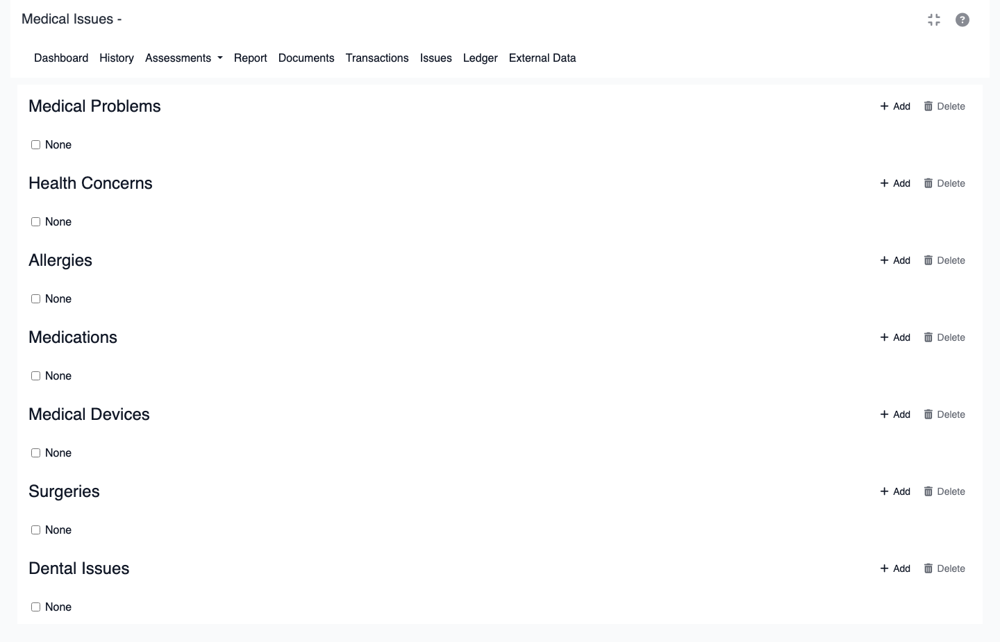 Medical Issues -
Dashboard History Assessments Report Documents Transactions Issues Ledger External Data
Medical Problems Add Delete
None
Health Concerns Add Delete
None
Allergies Add Delete
None
Medications Add Delete
None
Medical Devices Add Delete
None
Surgeries Add Delete
None
Dental Issues Add Delete
None